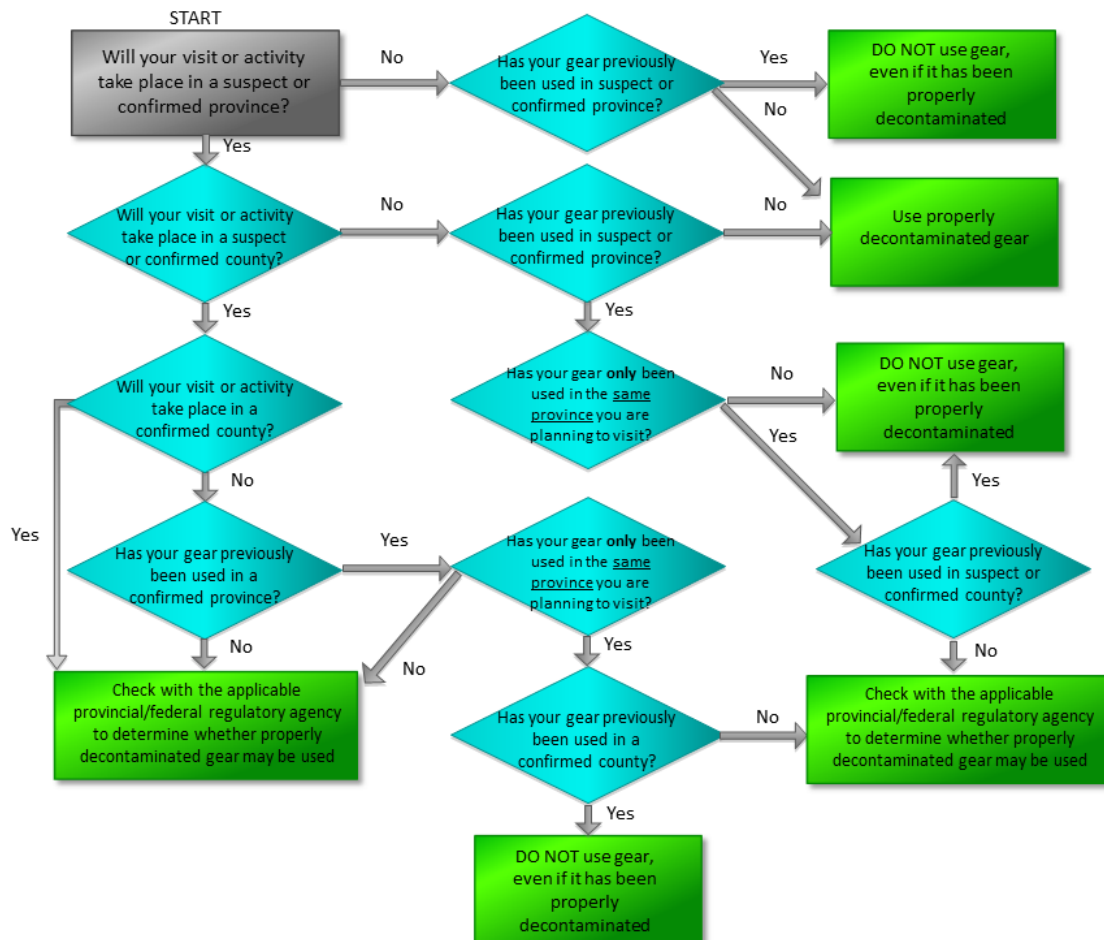 START
Will your visit or activity
take place in a suspect
or confirmed province?
No
Has your gear previously
been used in suspect or
confirmed province?
Yes
No
DO NOT use gear,
even if it has been
properly
decontaminated
Yes
Will your visit or activity
take place in a suspect
or confirmed county?
No
Has your gear previously
been used in suspect or
confirmed province?
No
Use properly
decontaminated gear
Yes
Yes
Will your visit or activity
take place in a
confirmed county?
Has your gear only been
used in the same
province you are
planning to visit?
No
Yes
DO NOT use gear,
even if it has been
properly
decontaminated
No
Yes
Yes
Has your gear previously
been used in a
confirmed province?
Yes
Has your gear only been
used in the same
province you are
planning to visit?
Has your gear previously
been used in suspect or
confirmed county?
No
No
Yes
No
Check with the applicable
provincial/federal regulatory agency
to determine whether properly
decontaminated gear may be used
Has your gear previously
been used in a
confirmed county?
No
Check with the applicable
provincial/federal regulatory agency
to determine whether properly
decontaminated gear may be used
Yes
DO NOT use gear,
even if it has been
properly
decontaminated